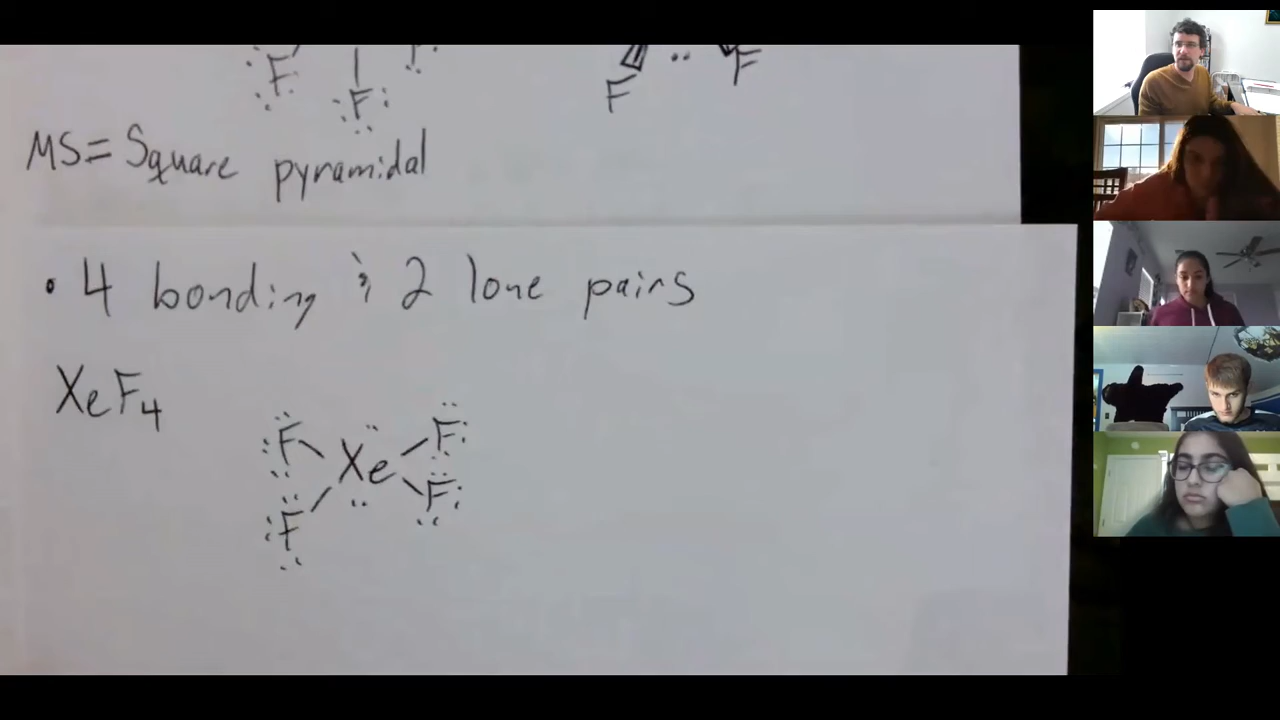 F F
F F
MS= Square pyramidal
• 4 bonding & 2 lone pairs
XeF4
F Xe F
F F